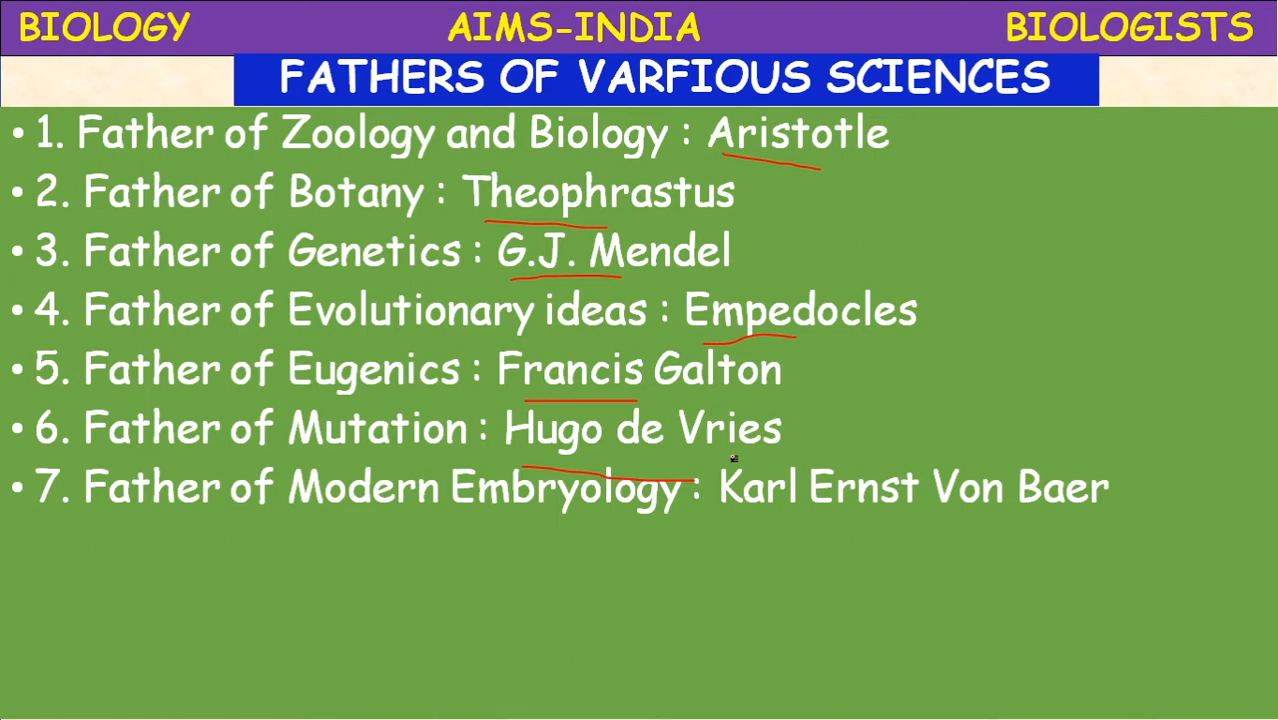 BIOLOGY AIMS-INDIA BIOLOGISTS
FATHERS OF VARFIOUS SCIENCES
• 1. Father of Zoology and Biology : Aristotle
• 2. Father of Botany : Theophrastus
• 3. Father of Genetics : G.J. Mendel
• 4. Father of Evolutionary ideas : Empedocles
• 5. Father of Eugenics : Francis Galton
• 6. Father of Mutation : Hugo de Vries
• 7. Father of Modern Embryology : Karl Ernst Von Baer